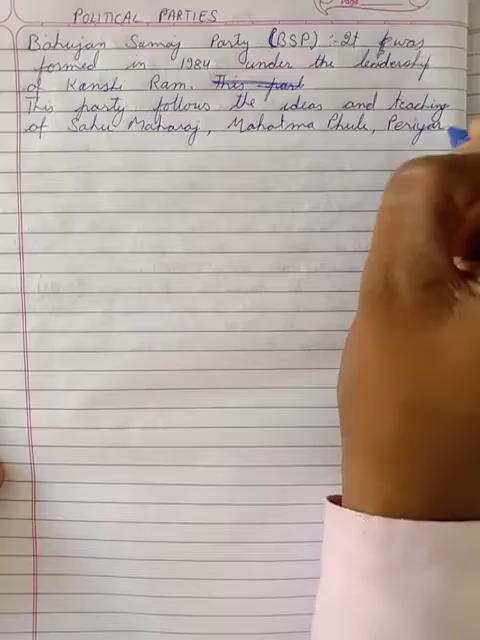 POLITICAL PARTIES
Page
Bahujan Samaj Party (BSP) :- It was
formed in 1984 under the leadership
of Kanshi Ram. This part
This party follows the ideas and teaching
of Sahu Maharaj, Mahatma Phule, Periyar